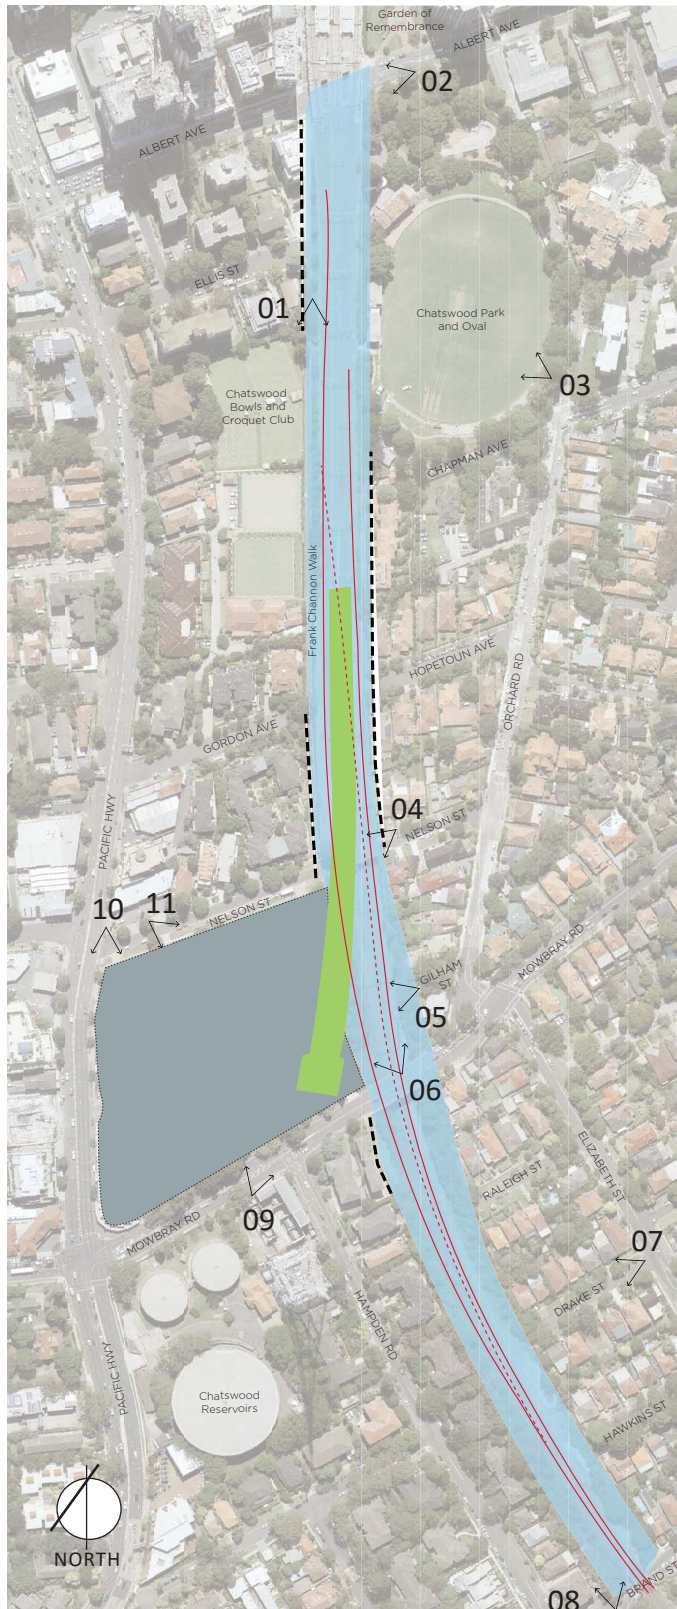 Garden of
Remembrance
ALBERT AVE
02
ALBERT AVE
ELLIS ST
01
Chatswood Park
and Oval
03
Chatswood
Bowls and
Croquet Club
CHAPMAN AVE
Frank Channon Walk
HOPETOUN AVE
ORCHARD RD
GORDON AVE
PACIFIC HWY
04
NELSON ST
10
11
NELSON ST
MOWBRAY RD
GILHAM
ST
05
06
ELIZABETH ST
RALEIGH ST
09
MOWBRAY RD
07
DRAKE ST
HAMPDEN RD
PACIFIC HWY
Chatswood
Reservoirs
HAWKINS ST
NORTH
BRAND ST
08